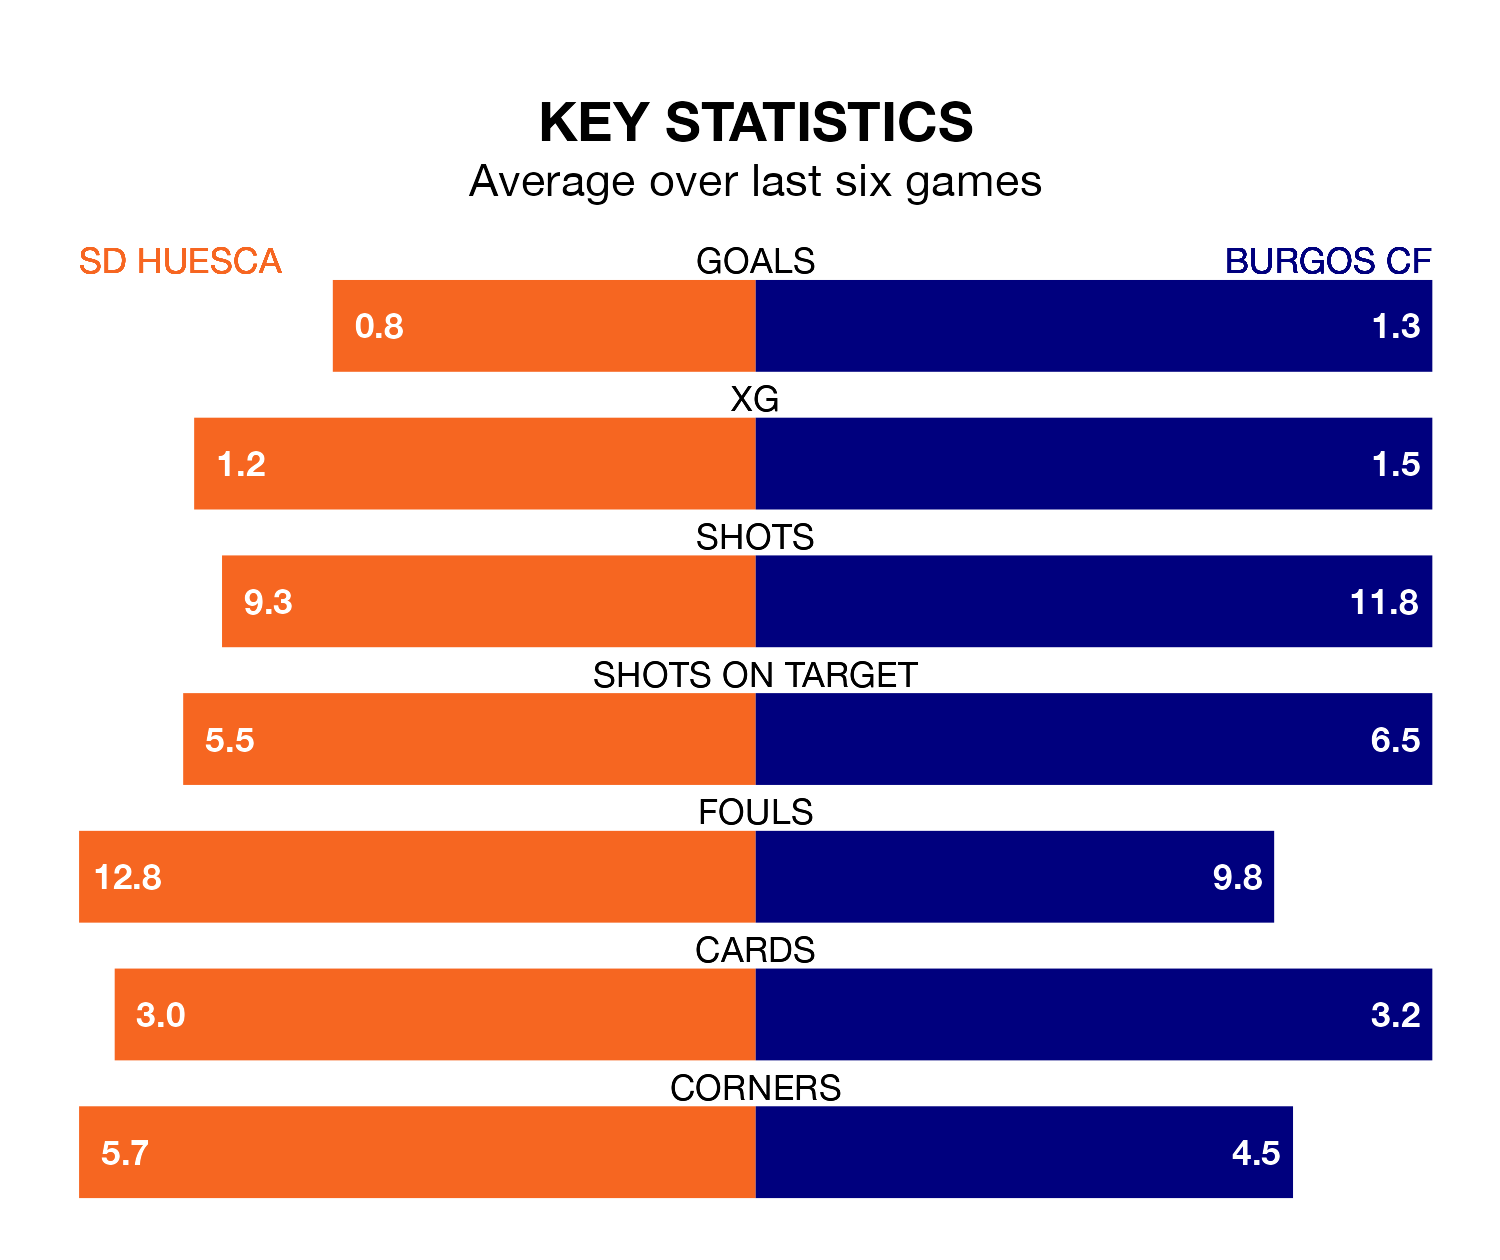 KEY STATISTICS
Average over last six games
SD HUESCA GOALS BURGOS CF
0.8 1.3
XG
1.2 1.5
SHOTS
9.3 11.8
SHOTS ON TARGET
5.5 6.5
FOULS
12.8 9.8
CARDS
3.0 3.2
CORNERS
5.7 4.5